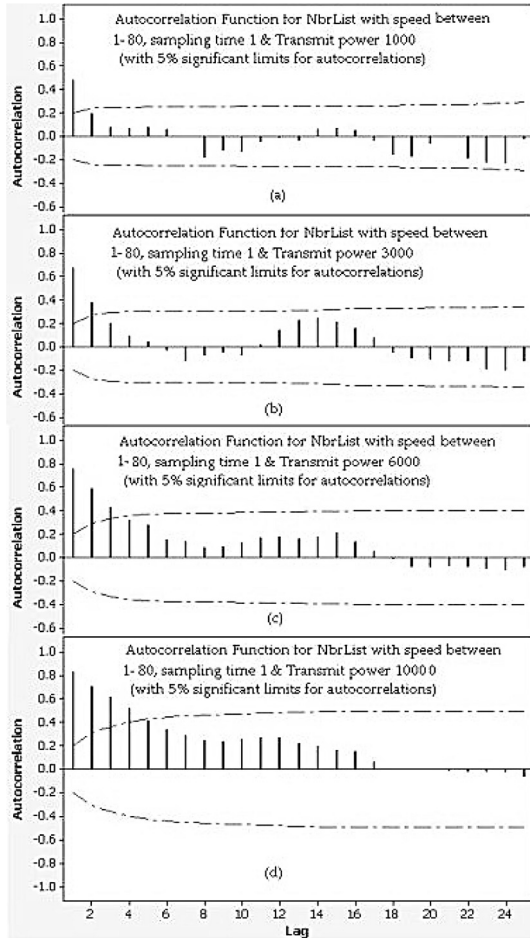 Autocorrelation Function for NbrList with speed between
1-80, sampling time 1 & Transmit power 1000
(with 5% significant limits for autocorrelations)
Autocorrelation
1.0
0.8
0.6
0.4
0.2
0.0
-0.2
-0.4
-0.6
(a)
Autocorrelation Function for NbrList with speed between
1-80, sampling time 1 & Transmit power 3000
(with 5% significant limits for autocorrelations)
Autocorrelation
1.0
0.8
0.6
0.4
0.2
0.0
-0.2
-0.4
-0.6
(b)
Autocorrelation Function for NbrList with speed between
1-80, sampling time 1 & Transmit power 6000
(with 5% significant limits for autocorrelations)
Autocorrelation
1.0
0.8
0.6
0.4
0.2
0.0
-0.2
-0.4
-0.6
(c)
Autocorrelation Function for NbrList with speed between
1-80, sampling time 1 & Transmit power 10000
(with 5% significant limits for autocorrelations)
Autocorrelation
1.0
0.8
0.6
0.4
0.2
0.0
-0.2
-0.4
-0.6
-0.8
-1.0
(d)
2 4 6 8 10 12 14 16 18 20 22 24
Lag